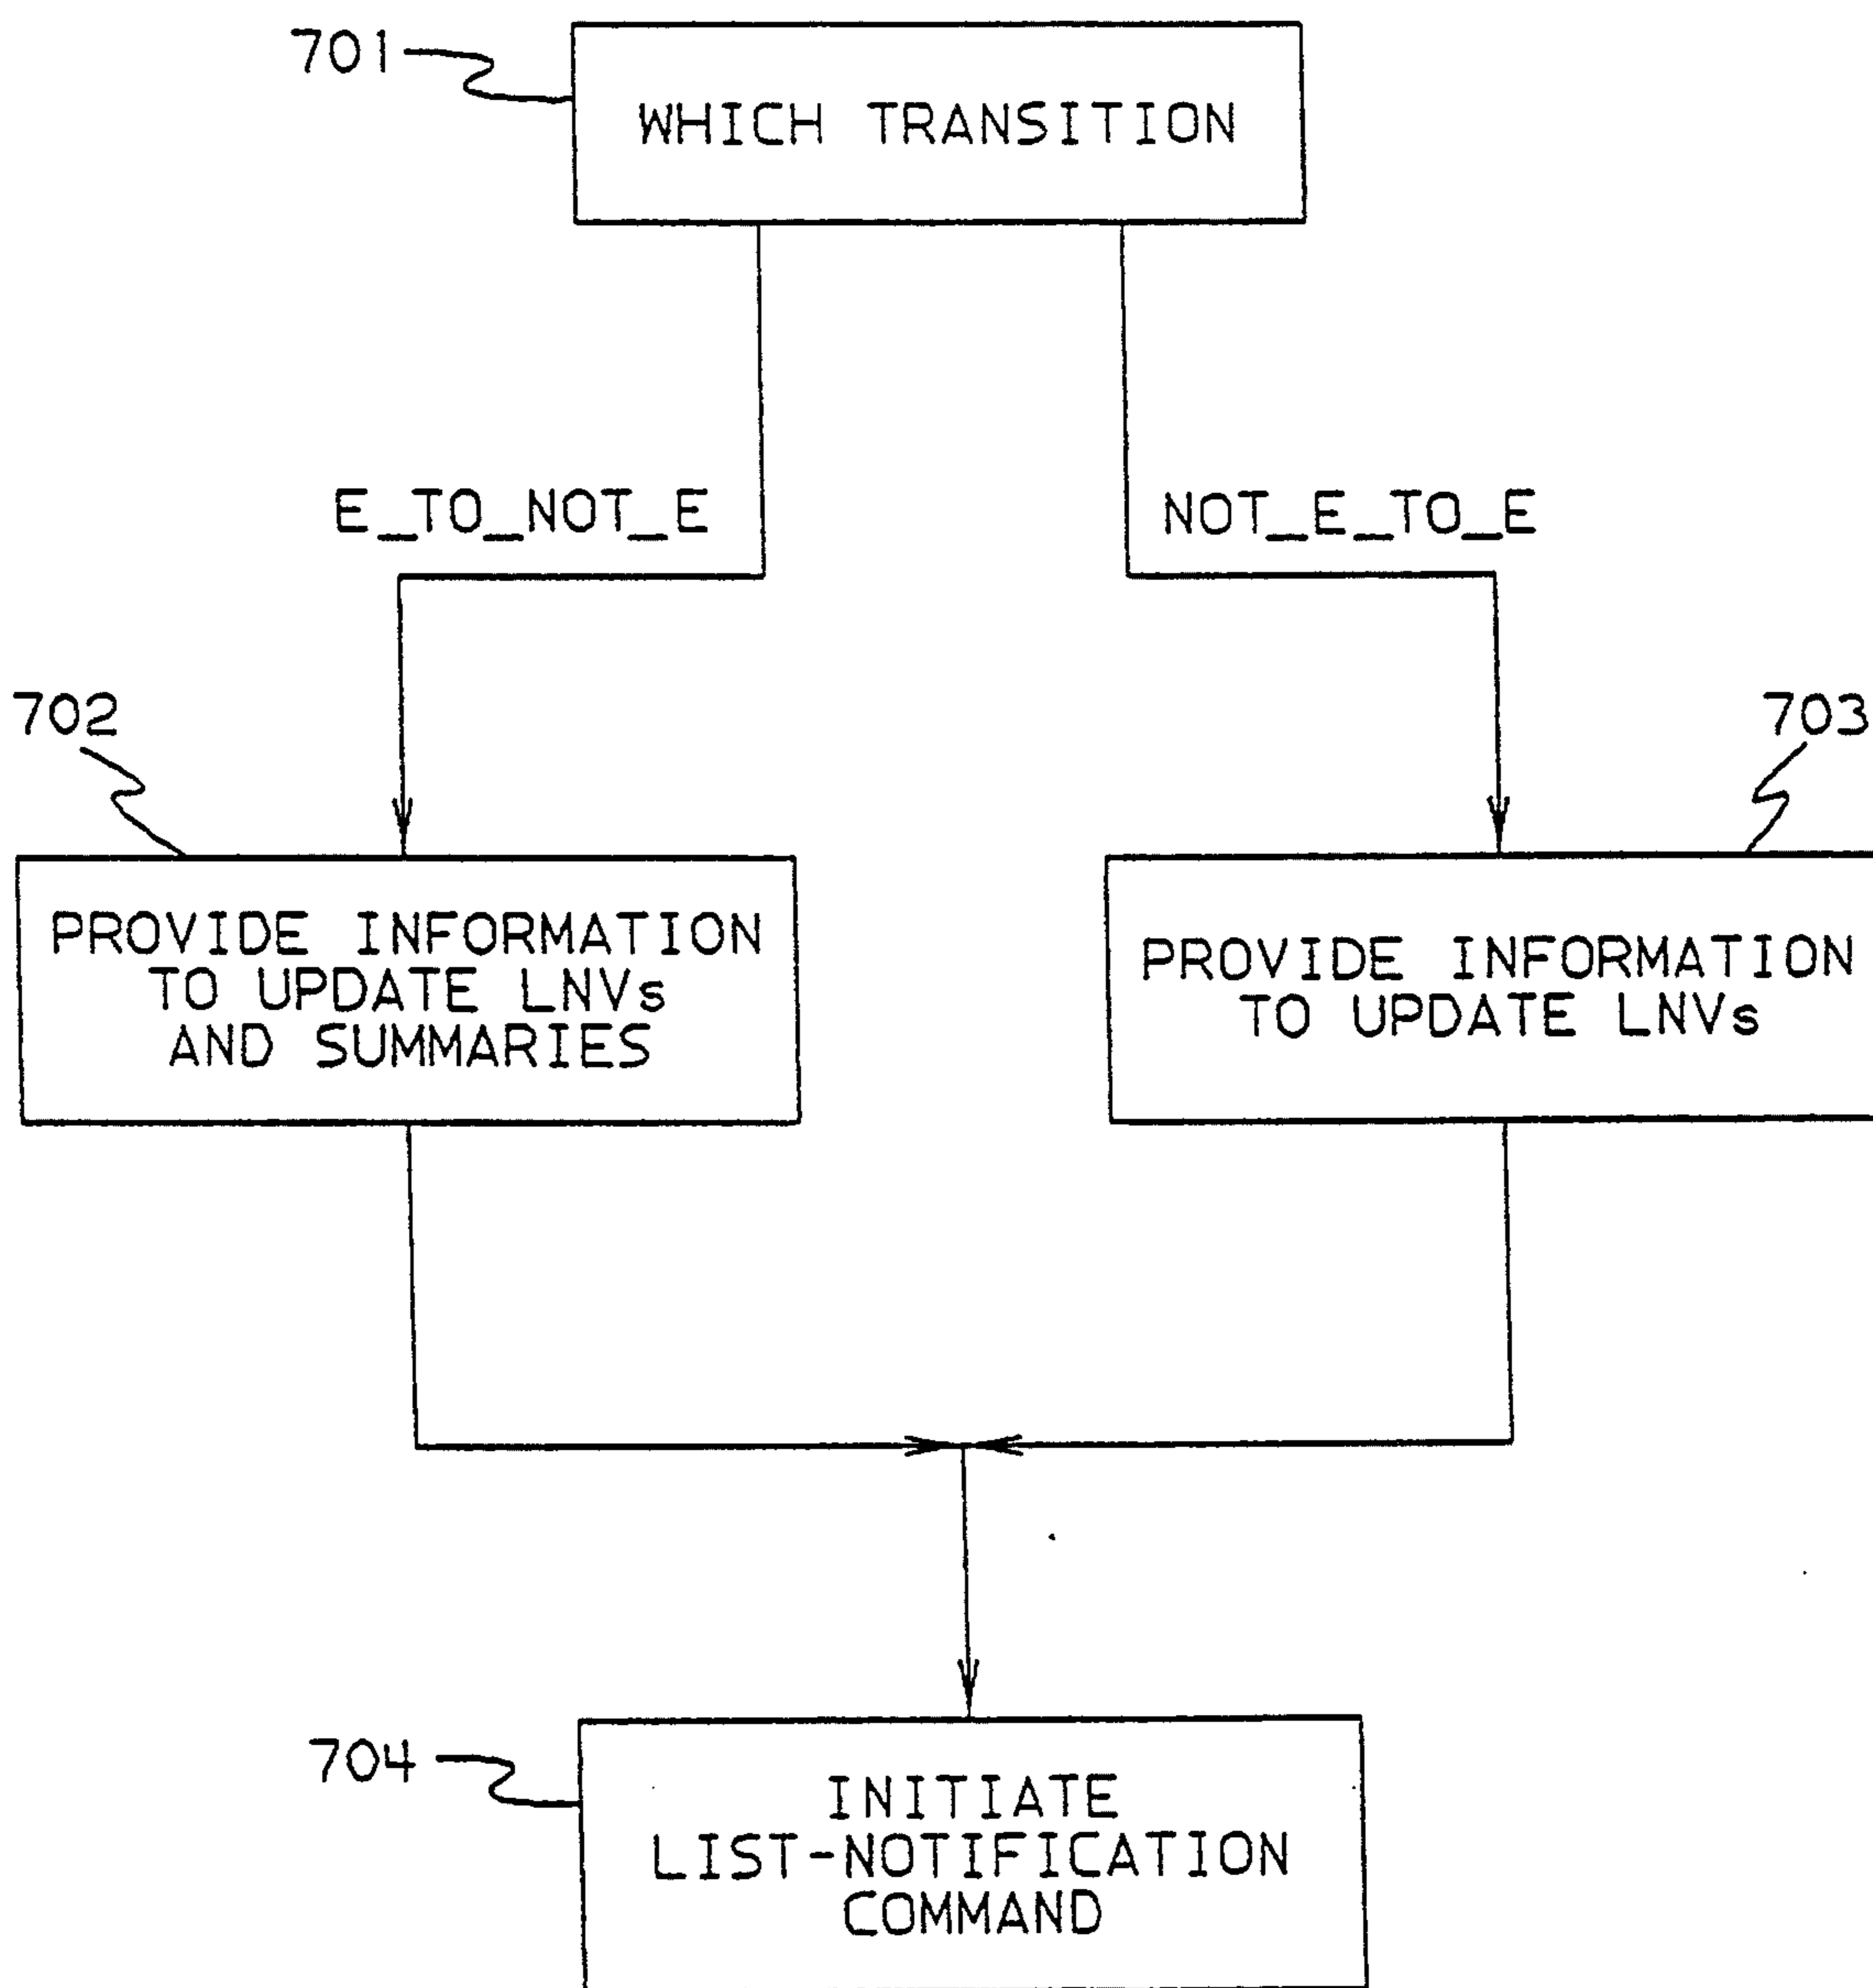 701
WHICH TRANSITION
E_TO_NOT_E
NOT_E_TO_E
702
703
PROVIDE INFORMATION
TO UPDATE LNVs
AND SUMMARIES
PROVIDE INFORMATION
TO UPDATE LNVs
704
INITIATE
LIST-NOTIFICATION
COMMAND